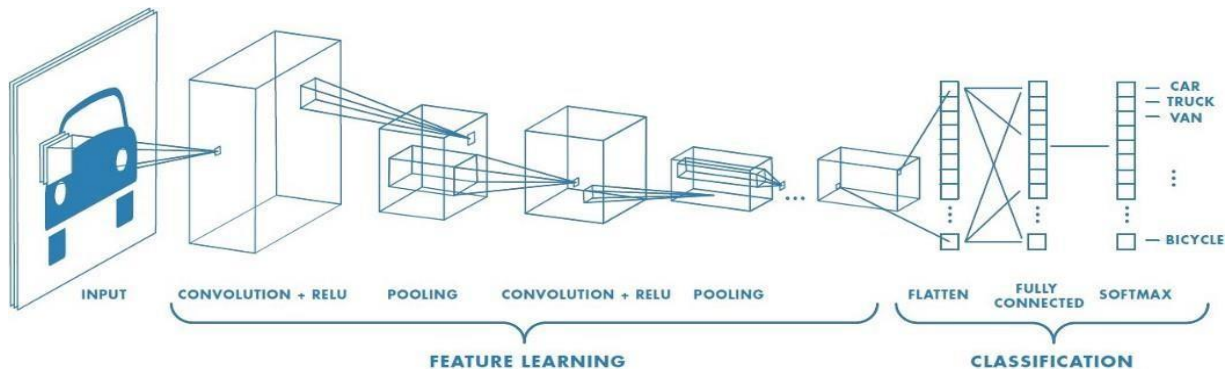 CAR
TRUCK
VAN
BICYCLE
INPUT
CONVOLUTION + RELU
POOLING
CONVOLUTION + RELU
POOLING
FLATTEN
FULLY
CONNECTED
SOFTMAX
FEATURE LEARNING
CLASSIFICATION